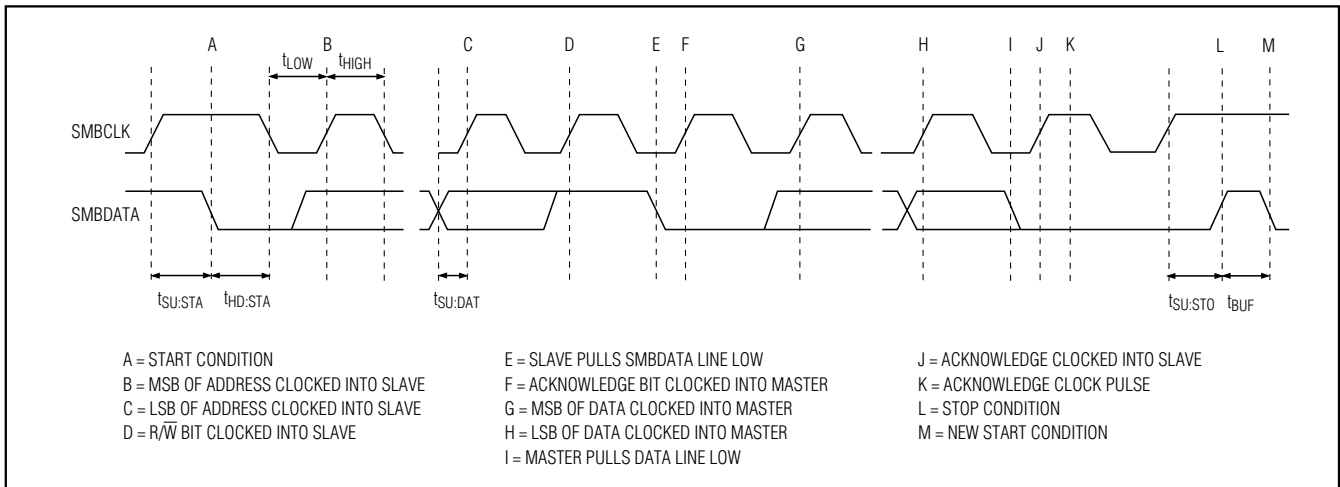 A B C D E F G H I J K L M
tLOW tHIGH
SMBCLK
SMBDATA
tSU:STA tHD:STA tSU:DAT tSU:STO tBUF
A = START CONDITION
B = MSB OF ADDRESS CLOCKED INTO SLAVE
C = LSB OF ADDRESS CLOCKED INTO SLAVE
D = R/W̅ BIT CLOCKED INTO SLAVE
E = SLAVE PULLS SMBDATA LINE LOW
F = ACKNOWLEDGE BIT CLOCKED INTO MASTER
G = MSB OF DATA CLOCKED INTO MASTER
H = LSB OF DATA CLOCKED INTO MASTER
I = MASTER PULLS DATA LINE LOW
J = ACKNOWLEDGE CLOCKED INTO SLAVE
K = ACKNOWLEDGE CLOCK PULSE
L = STOP CONDITION
M = NEW START CONDITION